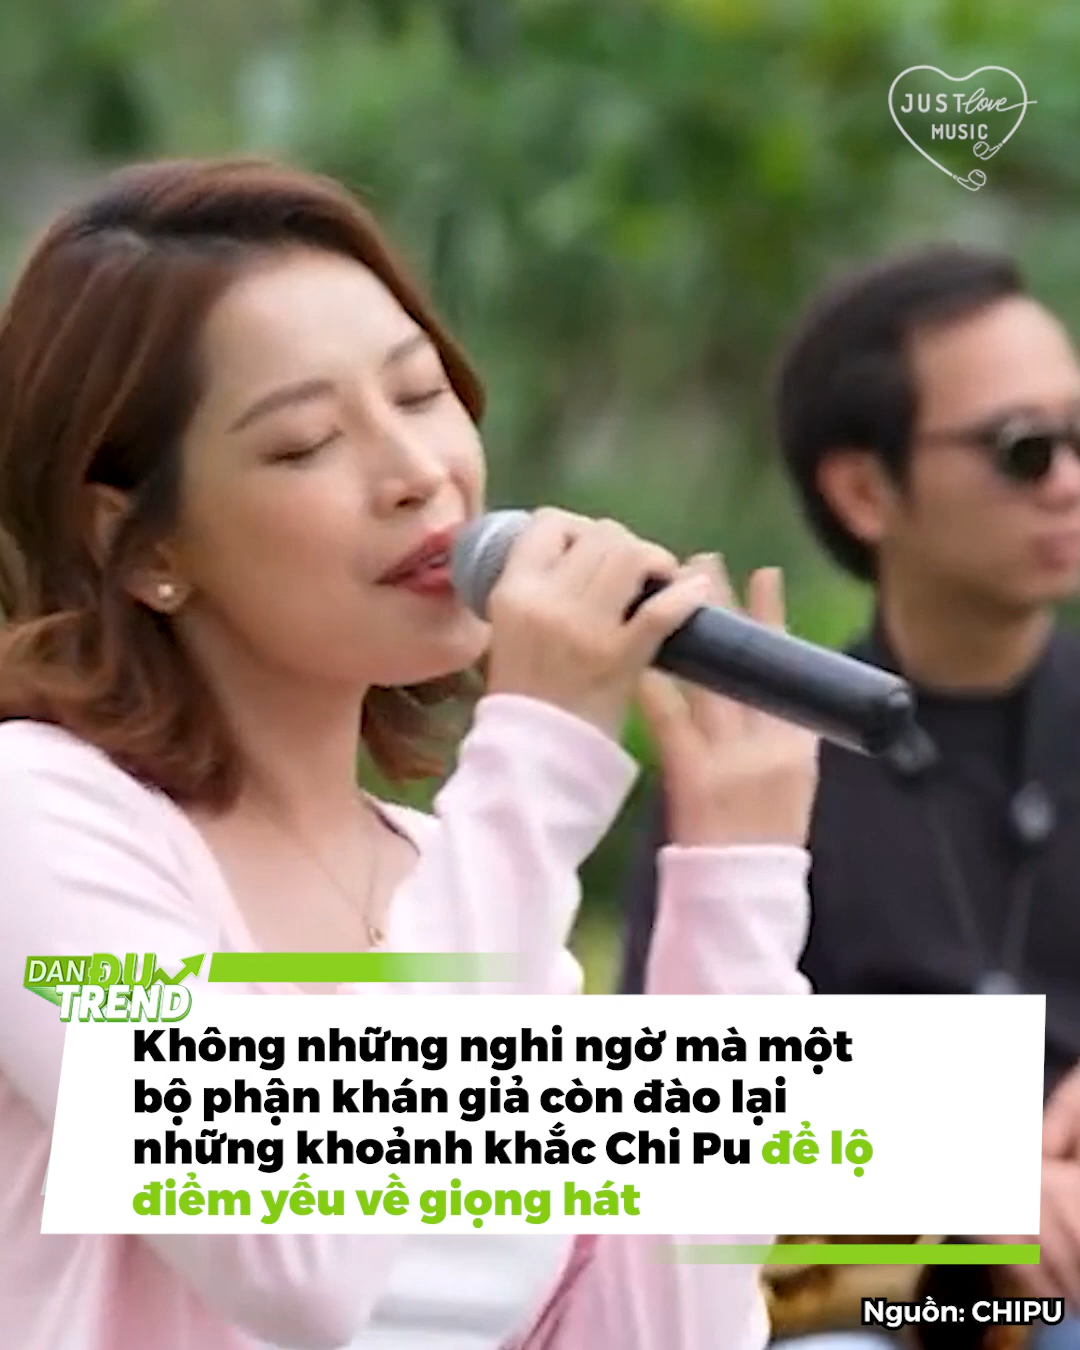 JUST love
MUSIC
DAN ĐU
TREND
Không những nghi ngờ mà một
bộ phận khán giả còn đào lại
những khoảnh khắc Chi Pu để lộ
điểm yếu về giọng hát
Nguồn: CHIPU